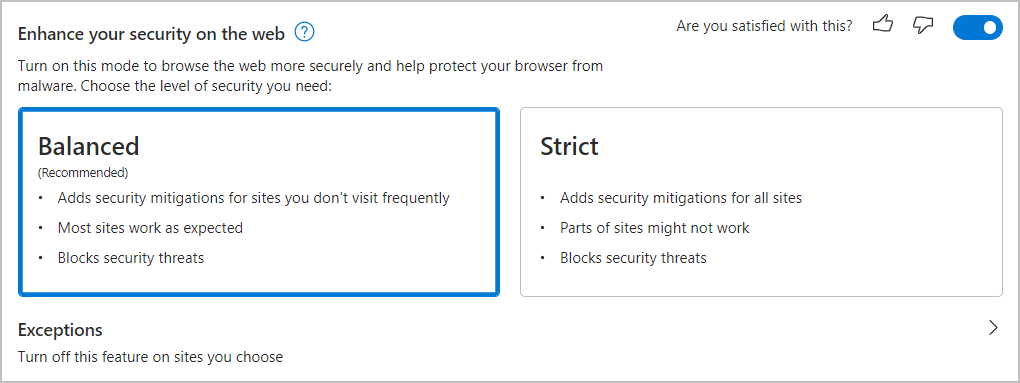 Enhance your security on the web ?
Are you satisfied with this?
Turn on this mode to browse the web more securely and help protect your browser from
malware. Choose the level of security you need:
Balanced
(Recommended)
• Adds security mitigations for sites you don't visit frequently
• Most sites work as expected
• Blocks security threats
Strict
• Adds security mitigations for all sites
• Parts of sites might not work
• Blocks security threats
Exceptions
Turn off this feature on sites you choose